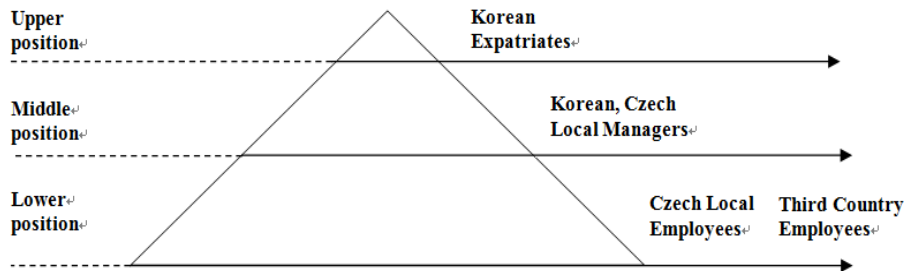 Upper
position↵
Korean
Expatriates↵
Middle
position↵
Korean, Czech
Local Managers↵
Lower
position↵
Czech Local
Employees↵
Third Country
Employees↵